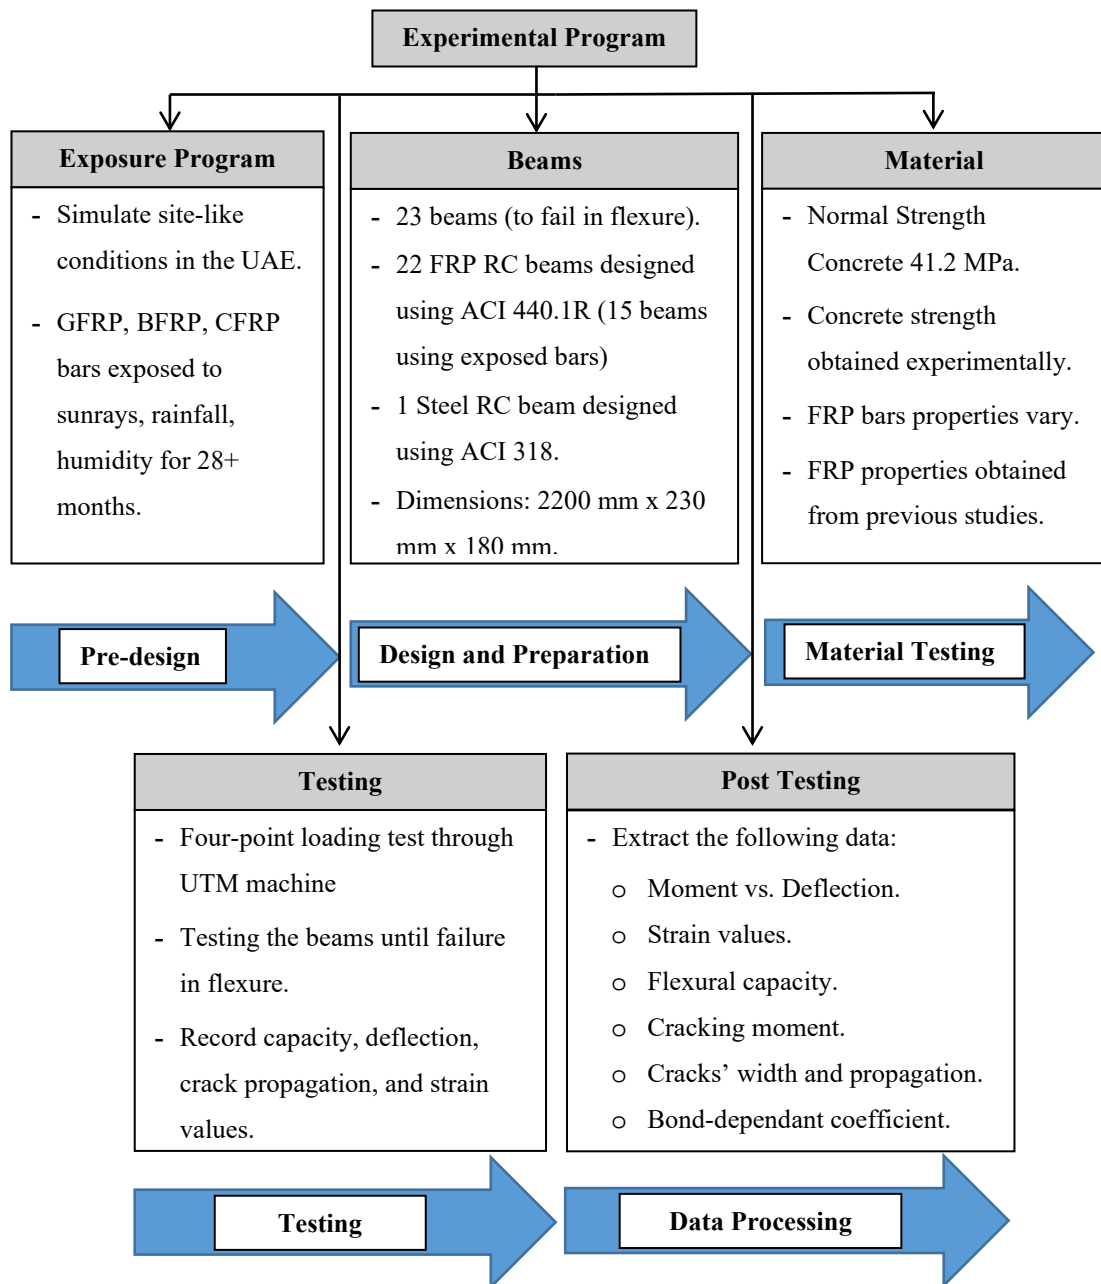 Experimental Program
Exposure Program
- Simulate site-like
conditions in the UAE.
- GFRP, BFRP, CFRP
bars exposed to
sunrays, rainfall,
humidity for 28+
months.
Beams
- 23 beams (to fail in flexure).
- 22 FRP RC beams designed
using ACI 440.1R (15 beams
using exposed bars)
- 1 Steel RC beam designed
using ACI 318.
- Dimensions: 2200 mm x 230
mm x 180 mm.
Material
- Normal Strength
Concrete 41.2 MPa.
- Concrete strength
obtained experimentally.
- FRP bars properties vary.
- FRP properties obtained
from previous studies.
Pre-design
Design and Preparation
Material Testing
Testing
- Four-point loading test through
UTM machine
- Testing the beams until failure
in flexure.
- Record capacity, deflection,
crack propagation, and strain
values.
Post Testing
- Extract the following data:
o Moment vs. Deflection.
o Strain values.
o Flexural capacity.
o Cracking moment.
o Cracks’ width and propagation.
o Bond-dependant coefficient.
Testing
Data Processing